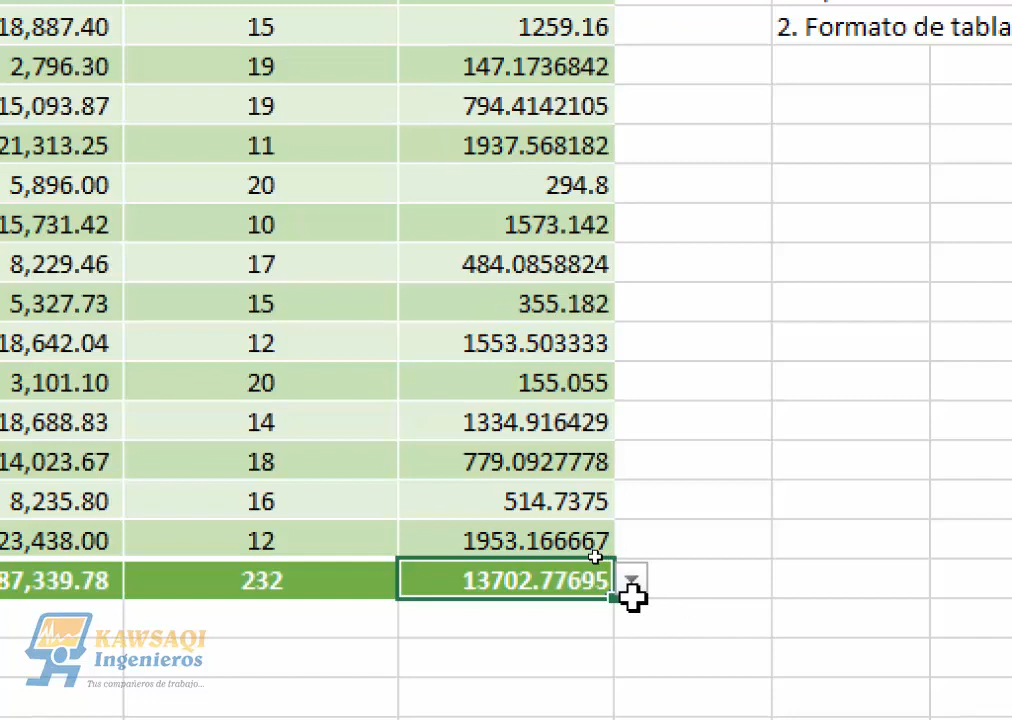 18,887.40 15 1259.16 2. Formato de tabla
2,796.30 19 147.1736842
15,093.87 19 794.4142105
21,313.25 11 1937.568182
5,896.00 20 294.8
15,731.42 10 1573.142
8,229.46 17 484.0858824
5,327.73 15 355.182
18,642.04 12 1553.503333
3,101.10 20 155.055
18,688.83 14 1334.916429
14,023.67 18 779.0927778
8,235.80 16 514.7375
23,438.00 12 1953.166667
87,339.78 232 13702.77695
KAWSAQI
Ingenieros
Tus compañeros de trabajo...